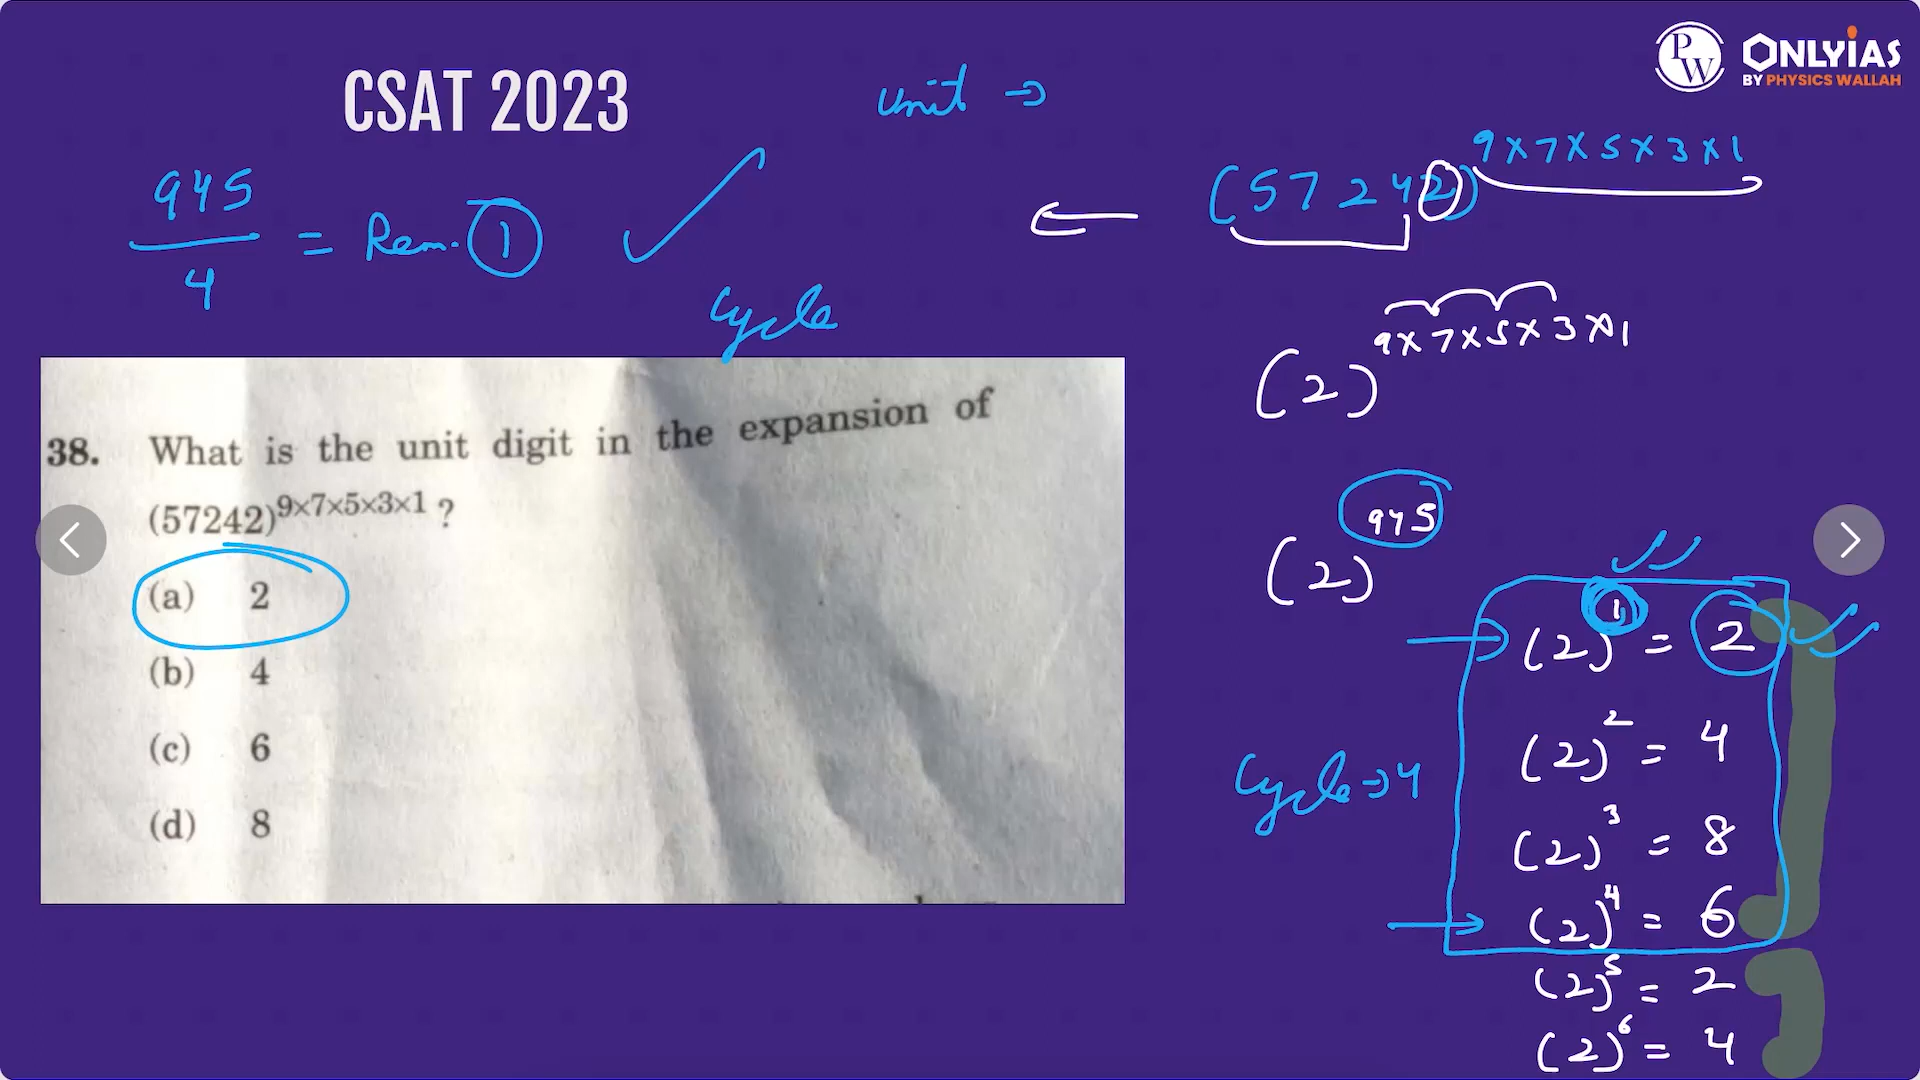 PW ONLYIAS
BY PHYSICS WALLAH
CSAT 2023
unit →
(57242)^9×7×5×3×1
945/4 = Rem. 1
cycle
(2)^9×7×5×3×1
38. What is the unit digit in the expansion of
(57242)^9×7×5×3×1 ?
(a) 2
(b) 4
(c) 6
(d) 8
(2)^945
(2)^1 = 2
(2)^2 = 4
Cycle → 4
(2)^3 = 8
(2)^4 = 6
(2)^5 = 2
(2)^6 = 4